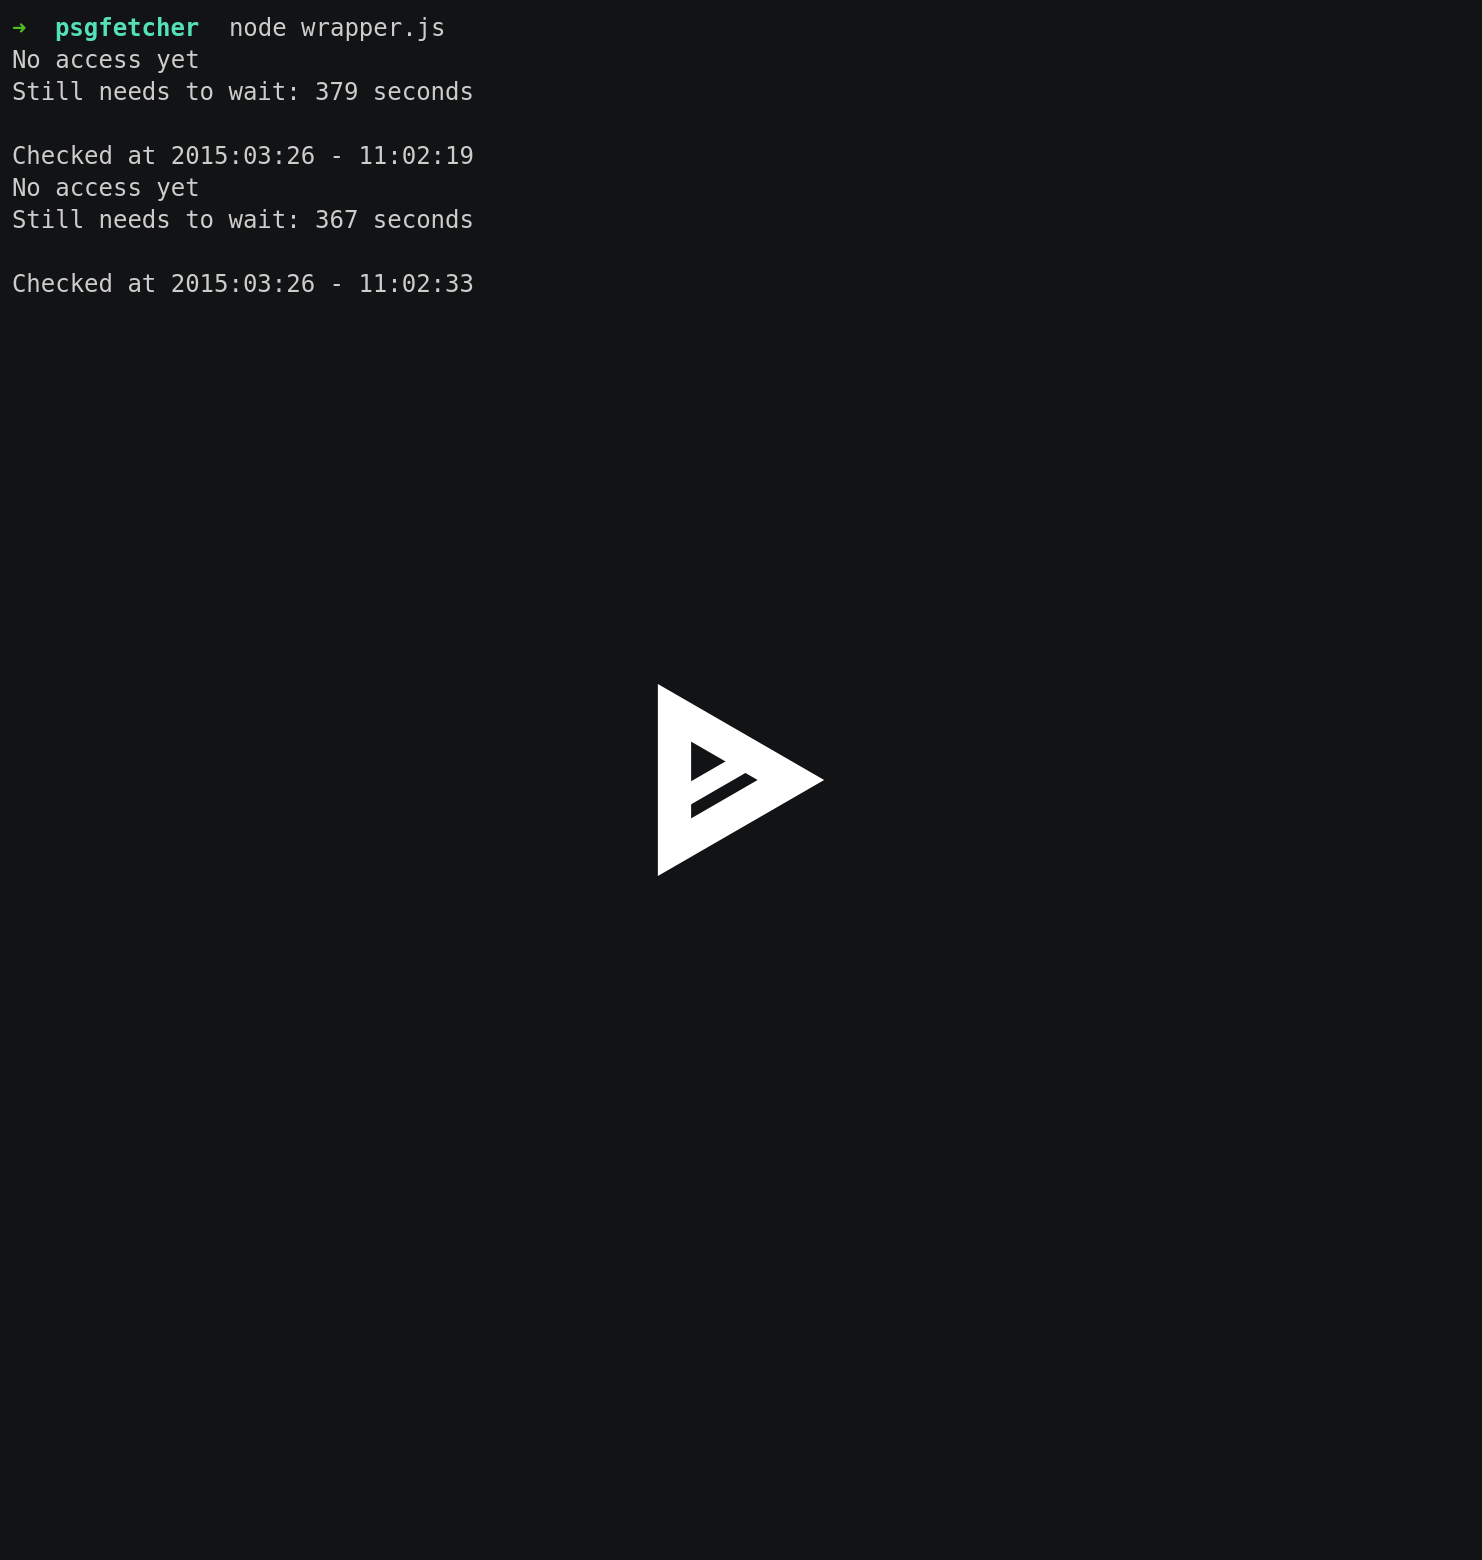 ➜  psgfetcher  node wrapper.js
No access yet
Still needs to wait: 379 seconds

Checked at 2015:03:26 - 11:02:19
No access yet
Still needs to wait: 367 seconds

Checked at 2015:03:26 - 11:02:33